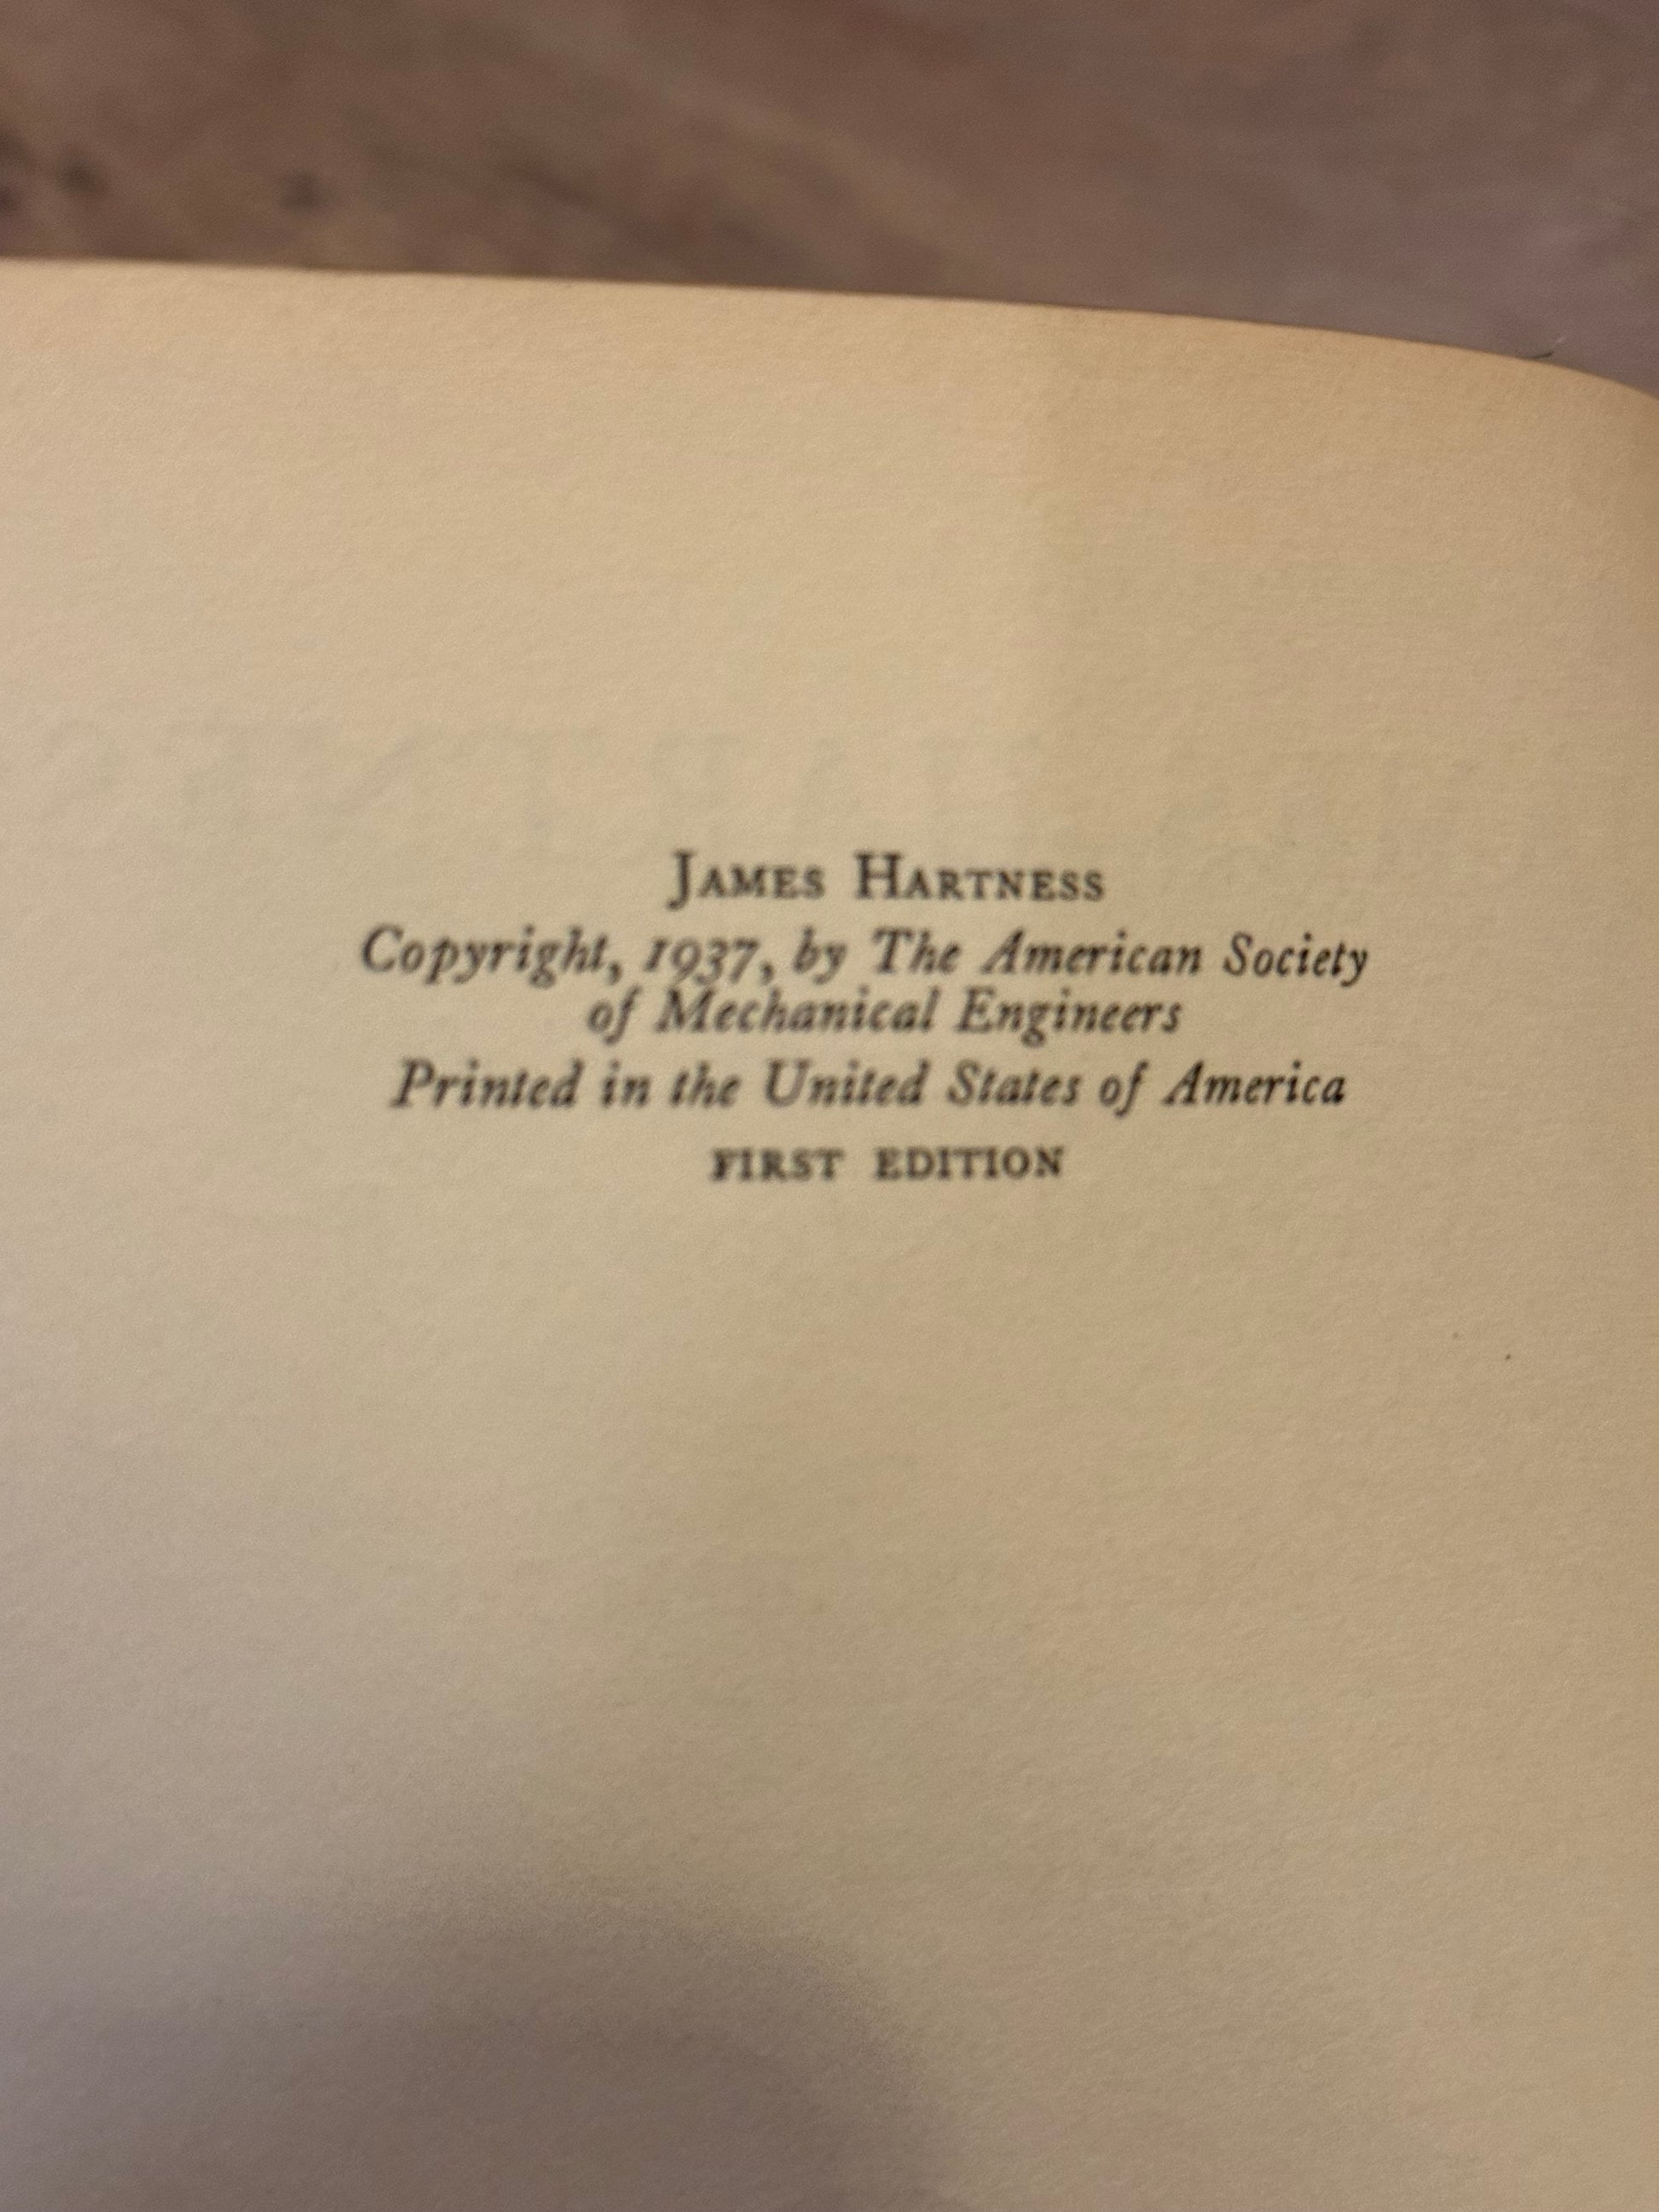 JAMES HARTNESS
Copyright, 1937, by The American Society
of Mechanical Engineers
Printed in the United States of America
FIRST EDITION